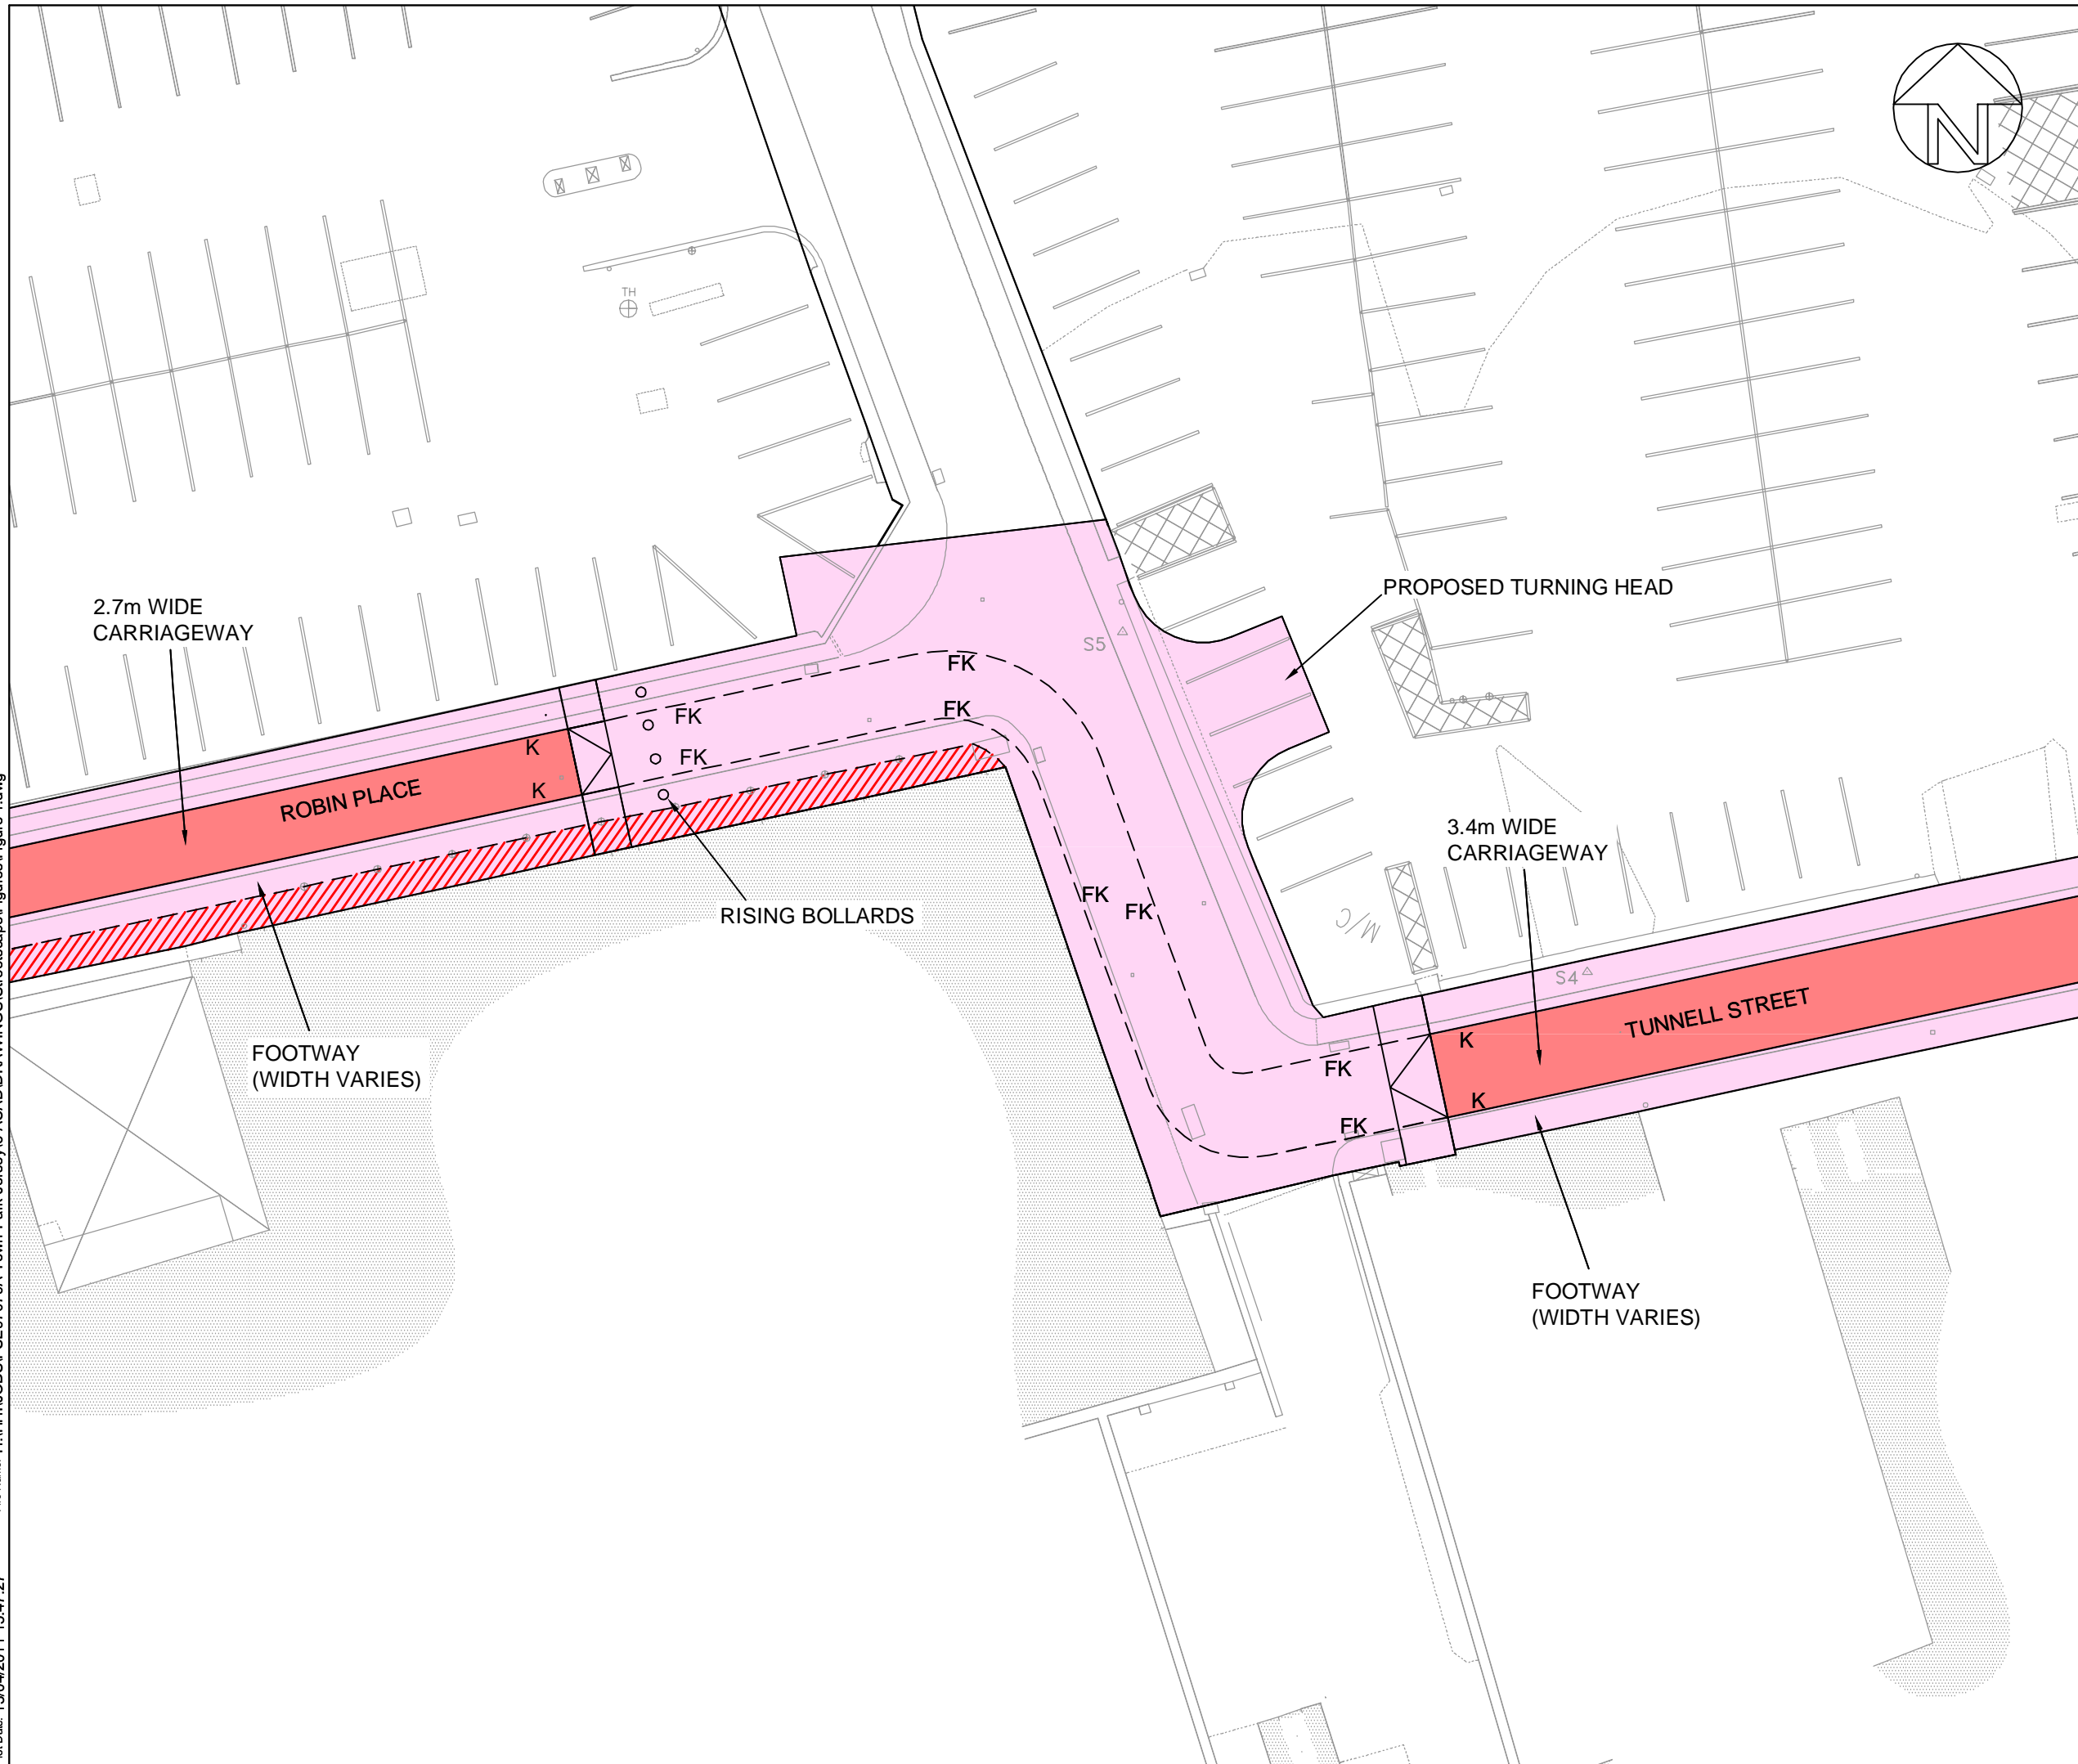 N
TH
2.7m WIDE
CARRIAGEWAY
PROPOSED TURNING HEAD
S5
FK
FK
FK
FK
K
K
ROBIN PLACE
RISING BOLLARDS
FK
FK
M/C
3.4m WIDE
CARRIAGEWAY
S4
TUNNELL STREET
K
K
FK
FK
FOOTWAY
(WIDTH VARIES)
FOOTWAY
(WIDTH VARIES)